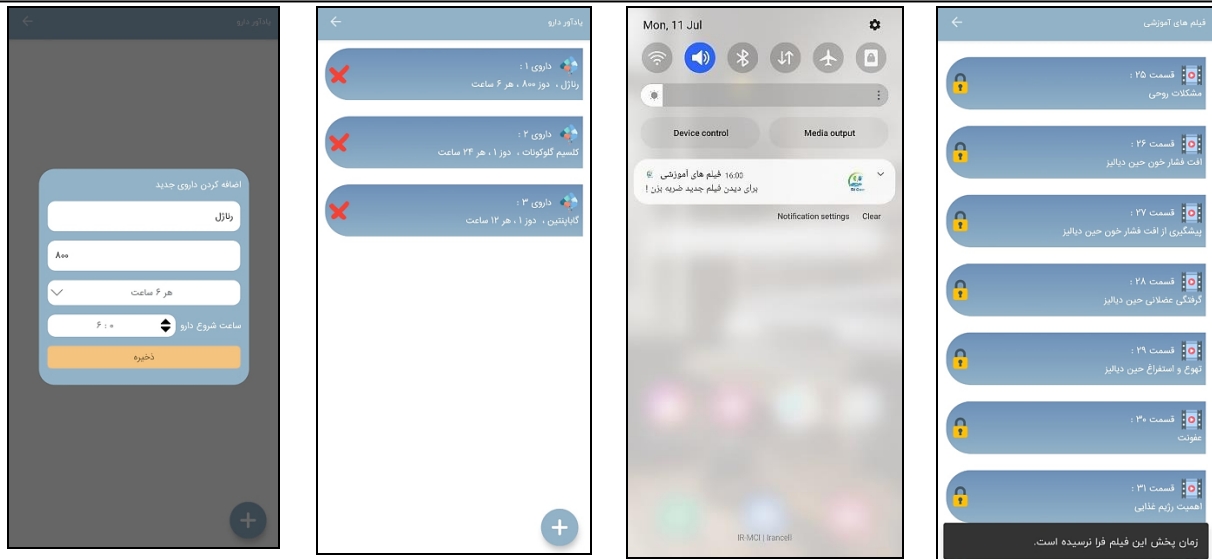 یادآور دارو
اضافه کردن داروی جدید
رناژل
۸۰۰
هر ۶ ساعت
ساعت شروع دارو
۶ : ۰
ذخیره
یادآور دارو
داروی ۱ :
رناژل ، دوز ۸۰۰ ، هر ۶ ساعت
داروی ۲ :
کلسیم گلوکونات ، دوز ۱ ، هر ۲۴ ساعت
داروی ۳ :
گاباپنتین ، دوز ۱ ، هر ۱۲ ساعت
Mon, 11 Jul
Device control
Media output
فیلم های آموزشی 16:00
برای دیدن فیلم جدید ضربه بزن !
Notification settings Clear
IR-MCI | Irancell
فیلم های آموزشی
قسمت ۲۵ :
مشکلات روحی
قسمت ۲۶ :
افت فشار خون حین دیالیز
قسمت ۲۷ :
پیشگیری از افت فشار خون حین دیالیز
قسمت ۲۸ :
گرفتگی عضلانی حین دیالیز
قسمت ۲۹ :
تهوع و استفراغ حین دیالیز
قسمت ۳۰ :
عفونت
قسمت ۳۱ :
اهمیت رژیم غذایی
زمان پخش این فیلم فرا نرسیده است.